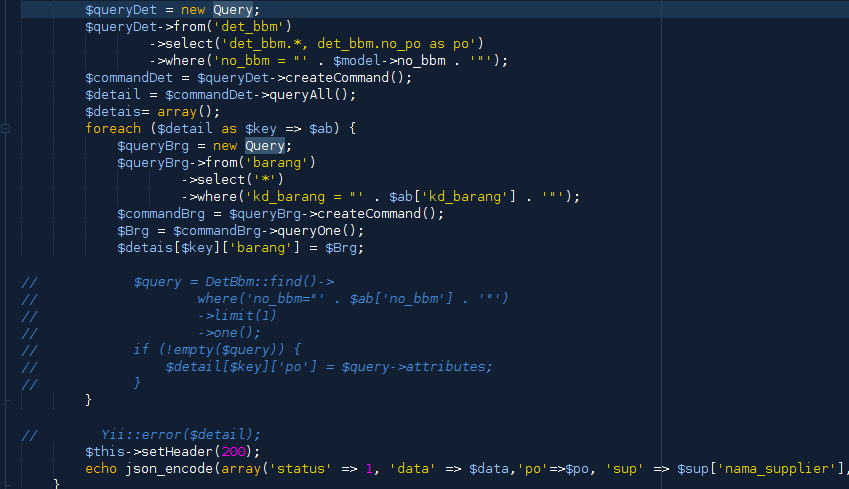 $queryDet = new Query;
$queryDet->from('det_bbm')
->select('det_bbm.*, det_bbm.no_po as po')
->where('no_bbm = "' . $model->no_bbm . '"');
$commandDet = $queryDet->createCommand();
$detail = $commandDet->queryAll();
$detais= array();
foreach ($detail as $key => $ab) {
$queryBrg = new Query;
$queryBrg->from('barang')
->select('*')
->where('kd_barang = "' . $ab['kd_barang'] . '"');
$commandBrg = $queryBrg->createCommand();
$Brg = $commandBrg->queryOne();
$detais[$key]['barang'] = $Brg;
// $query = DetBbm::find()->
// where('no_bbm="' . $ab['no_bbm'] . '"')
// ->limit(1)
// ->one();
// if (!empty($query)) {
// $detail[$key]['po'] = $query->attributes;
// }
}
// Yii::error($detail);
$this->setHeader(200);
echo json_encode(array('status' => 1, 'data' => $data,'po'=>$po, 'sup' => $sup['nama_supplier'],
}